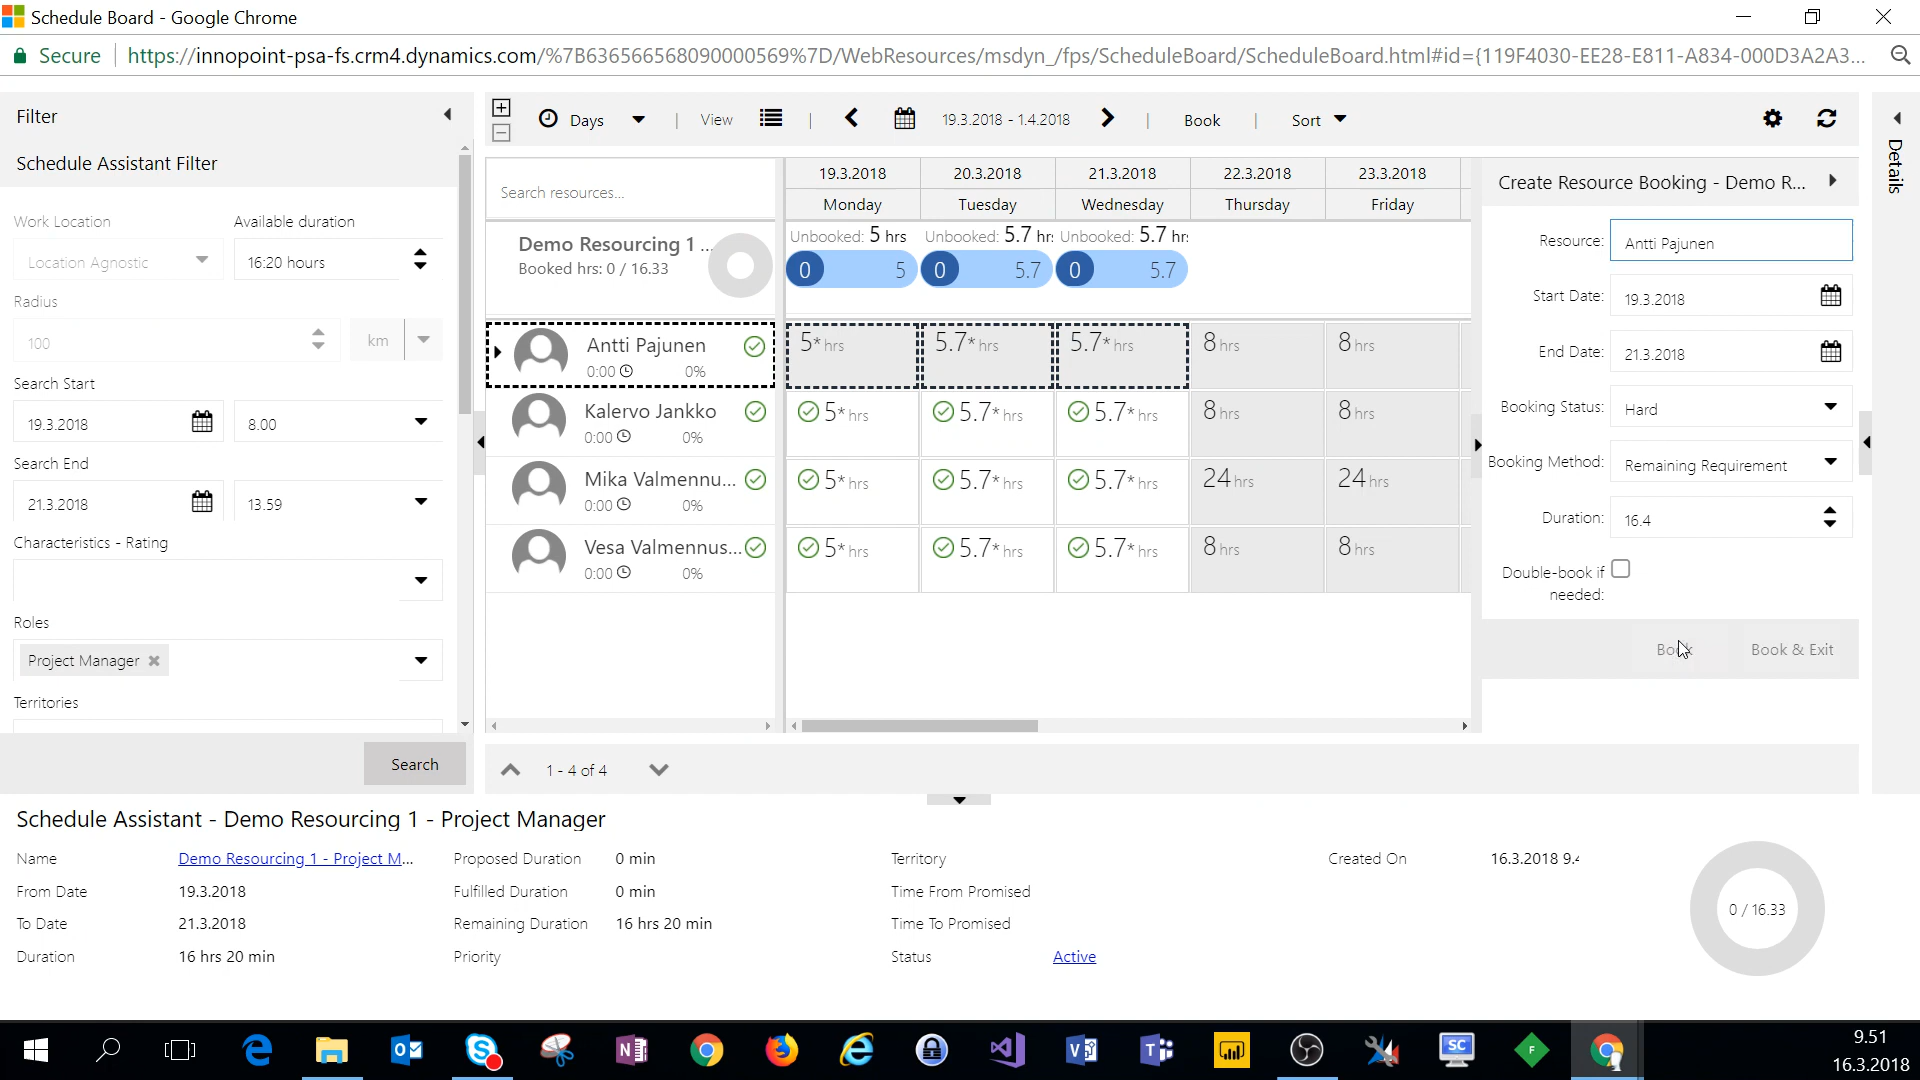 Schedule Board - Google Chrome
Secure https://innopoint-psa-fs.crm4.dynamics.com/%7B636566568090000569%7D/WebResources/msdyn_/fps/ScheduleBoard/ScheduleBoard.html#id={119F4030-EE28-E811-A834-000D3A2A3...
Filter
Schedule Assistant Filter
Work Location Available duration
Location Agnostic 16:20 hours
Radius
100 km
Search Start
19.3.2018 8.00
Search End
21.3.2018 13.59
Characteristics - Rating
Roles
Project Manager
Territories
Search
Days View 19.3.2018 - 1.4.2018 Book Sort
Search resources...
19.3.2018 20.3.2018 21.3.2018 22.3.2018 23.3.2018
Monday Tuesday Wednesday Thursday Friday
Demo Resourcing 1 ...
Booked hrs: 0 / 16.33
Unbooked: 5 hrs Unbooked: 5.7 hr: Unbooked: 5.7 hr:
0 5 0 5.7 0 5.7
Antti Pajunen 5* hrs 5.7* hrs 5.7* hrs 8 hrs 8 hrs
0:00 0%
Kalervo Jankko 5* hrs 5.7* hrs 5.7* hrs 8 hrs 8 hrs
0:00 0%
Mika Valmennu... 5* hrs 5.7* hrs 5.7* hrs 24 hrs 24 hrs
0:00 0%
Vesa Valmennus... 5* hrs 5.7* hrs 5.7* hrs 8 hrs 8 hrs
0:00 0%
1 - 4 of 4
Create Resource Booking - Demo R...
Resource: Antti Pajunen
Start Date: 19.3.2018
End Date: 21.3.2018
Booking Status: Hard
Booking Method: Remaining Requirement
Duration: 16.4
Double-book if
needed:
Book Book & Exit
Details
Schedule Assistant - Demo Resourcing 1 - Project Manager
Name Demo Resourcing 1 - Project M... Proposed Duration 0 min Territory Created On 16.3.2018 9.4
From Date 19.3.2018 Fulfilled Duration 0 min Time From Promised
To Date 21.3.2018 Remaining Duration 16 hrs 20 min Time To Promised
Duration 16 hrs 20 min Priority Status Active
0 / 16.33
9.51
16.3.2018